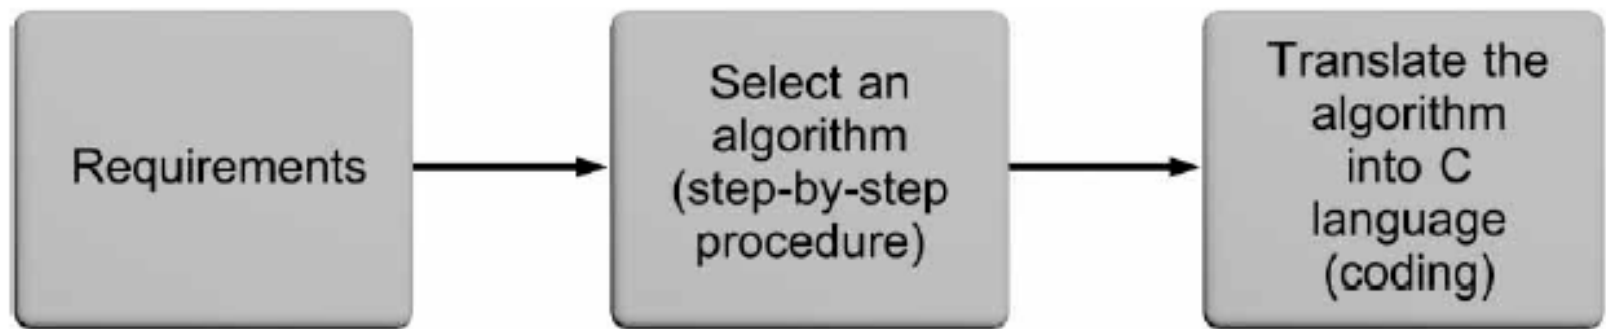 Requirements
Select an
algorithm
(step-by-step
procedure)
Translate the
algorithm
into C
language
(coding)